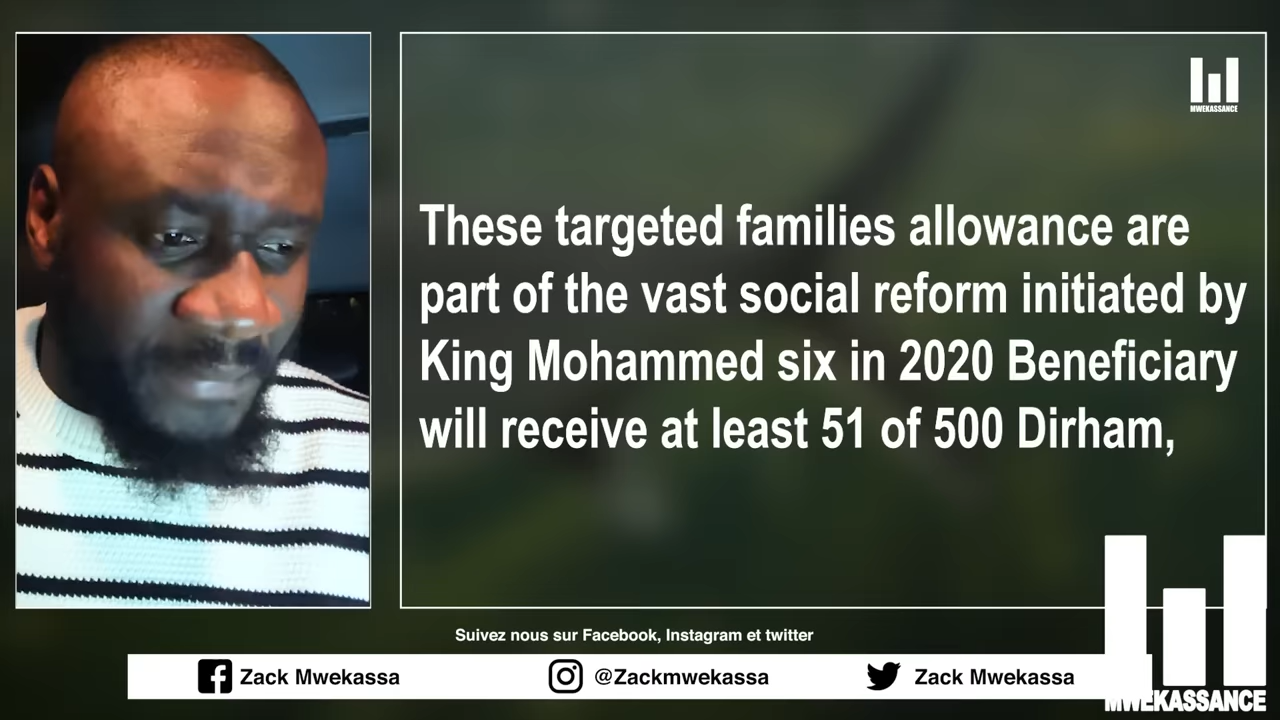 MWEKASSANCE
These targeted families allowance are
part of the vast social reform initiated by
King Mohammed six in 2020 Beneficiary
will receive at least 51 of 500 Dirham,
Suivez nous sur Facebook, Instagram et twitter
Zack Mwekassa @Zackmwekassa Zack Mwekassa
MWEKASSANCE